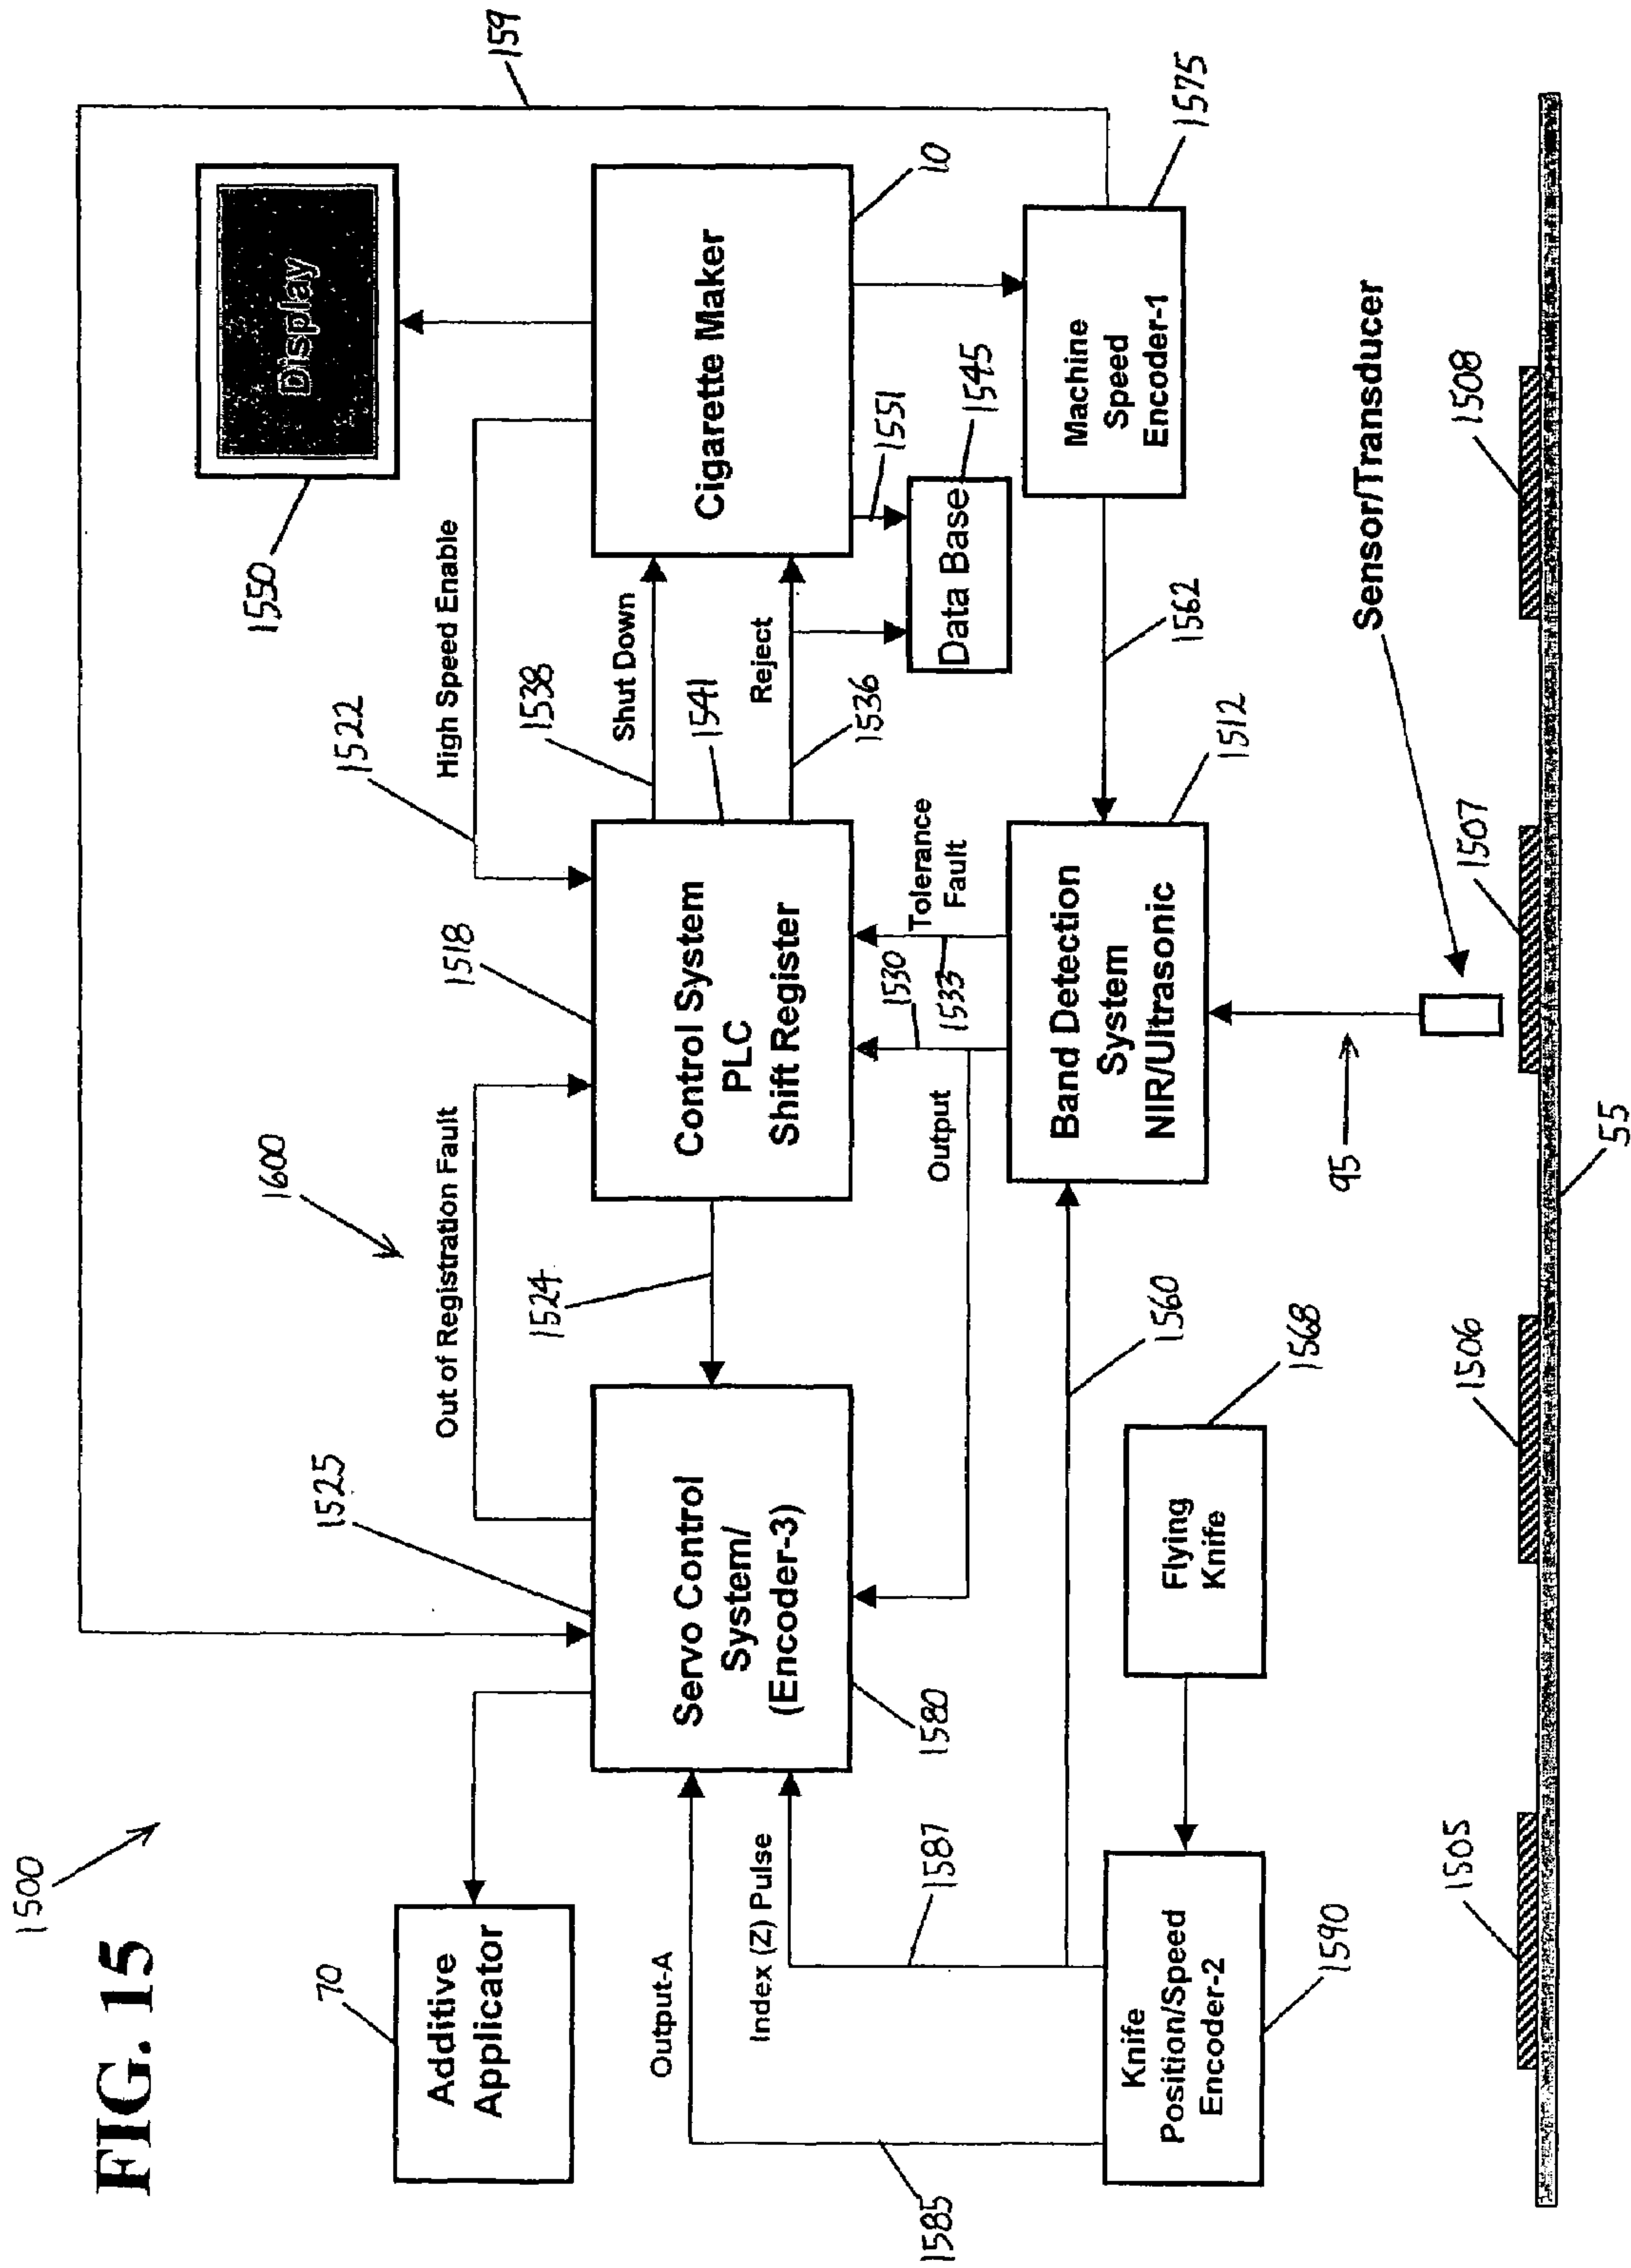 FIG. 15
1500
70
Additive
Applicator
1525
Out of Registration Fault
1600
1518
1522
High Speed Enable
1550
Display
159
Output-A
Index (Z) Pulse
Servo Control
System/
(Encoder-3)
1580
1524
Control System
PLC
Shift Register
1538
Shut Down
1541
Reject
1536
Cigarette Maker
10
1551
Data Base
1545
1585
1587
Output
1530
1533
Tolerance
Fault
Knife
Position/Speed
Encoder-2
1590
Flying
Knife
1568
1560
Band Detection
System
NIR/Ultrasonic
1512
1562
Machine
Speed
Encoder-1
1575
95
Sensor/Transducer
1505
1506
1507
1508
55